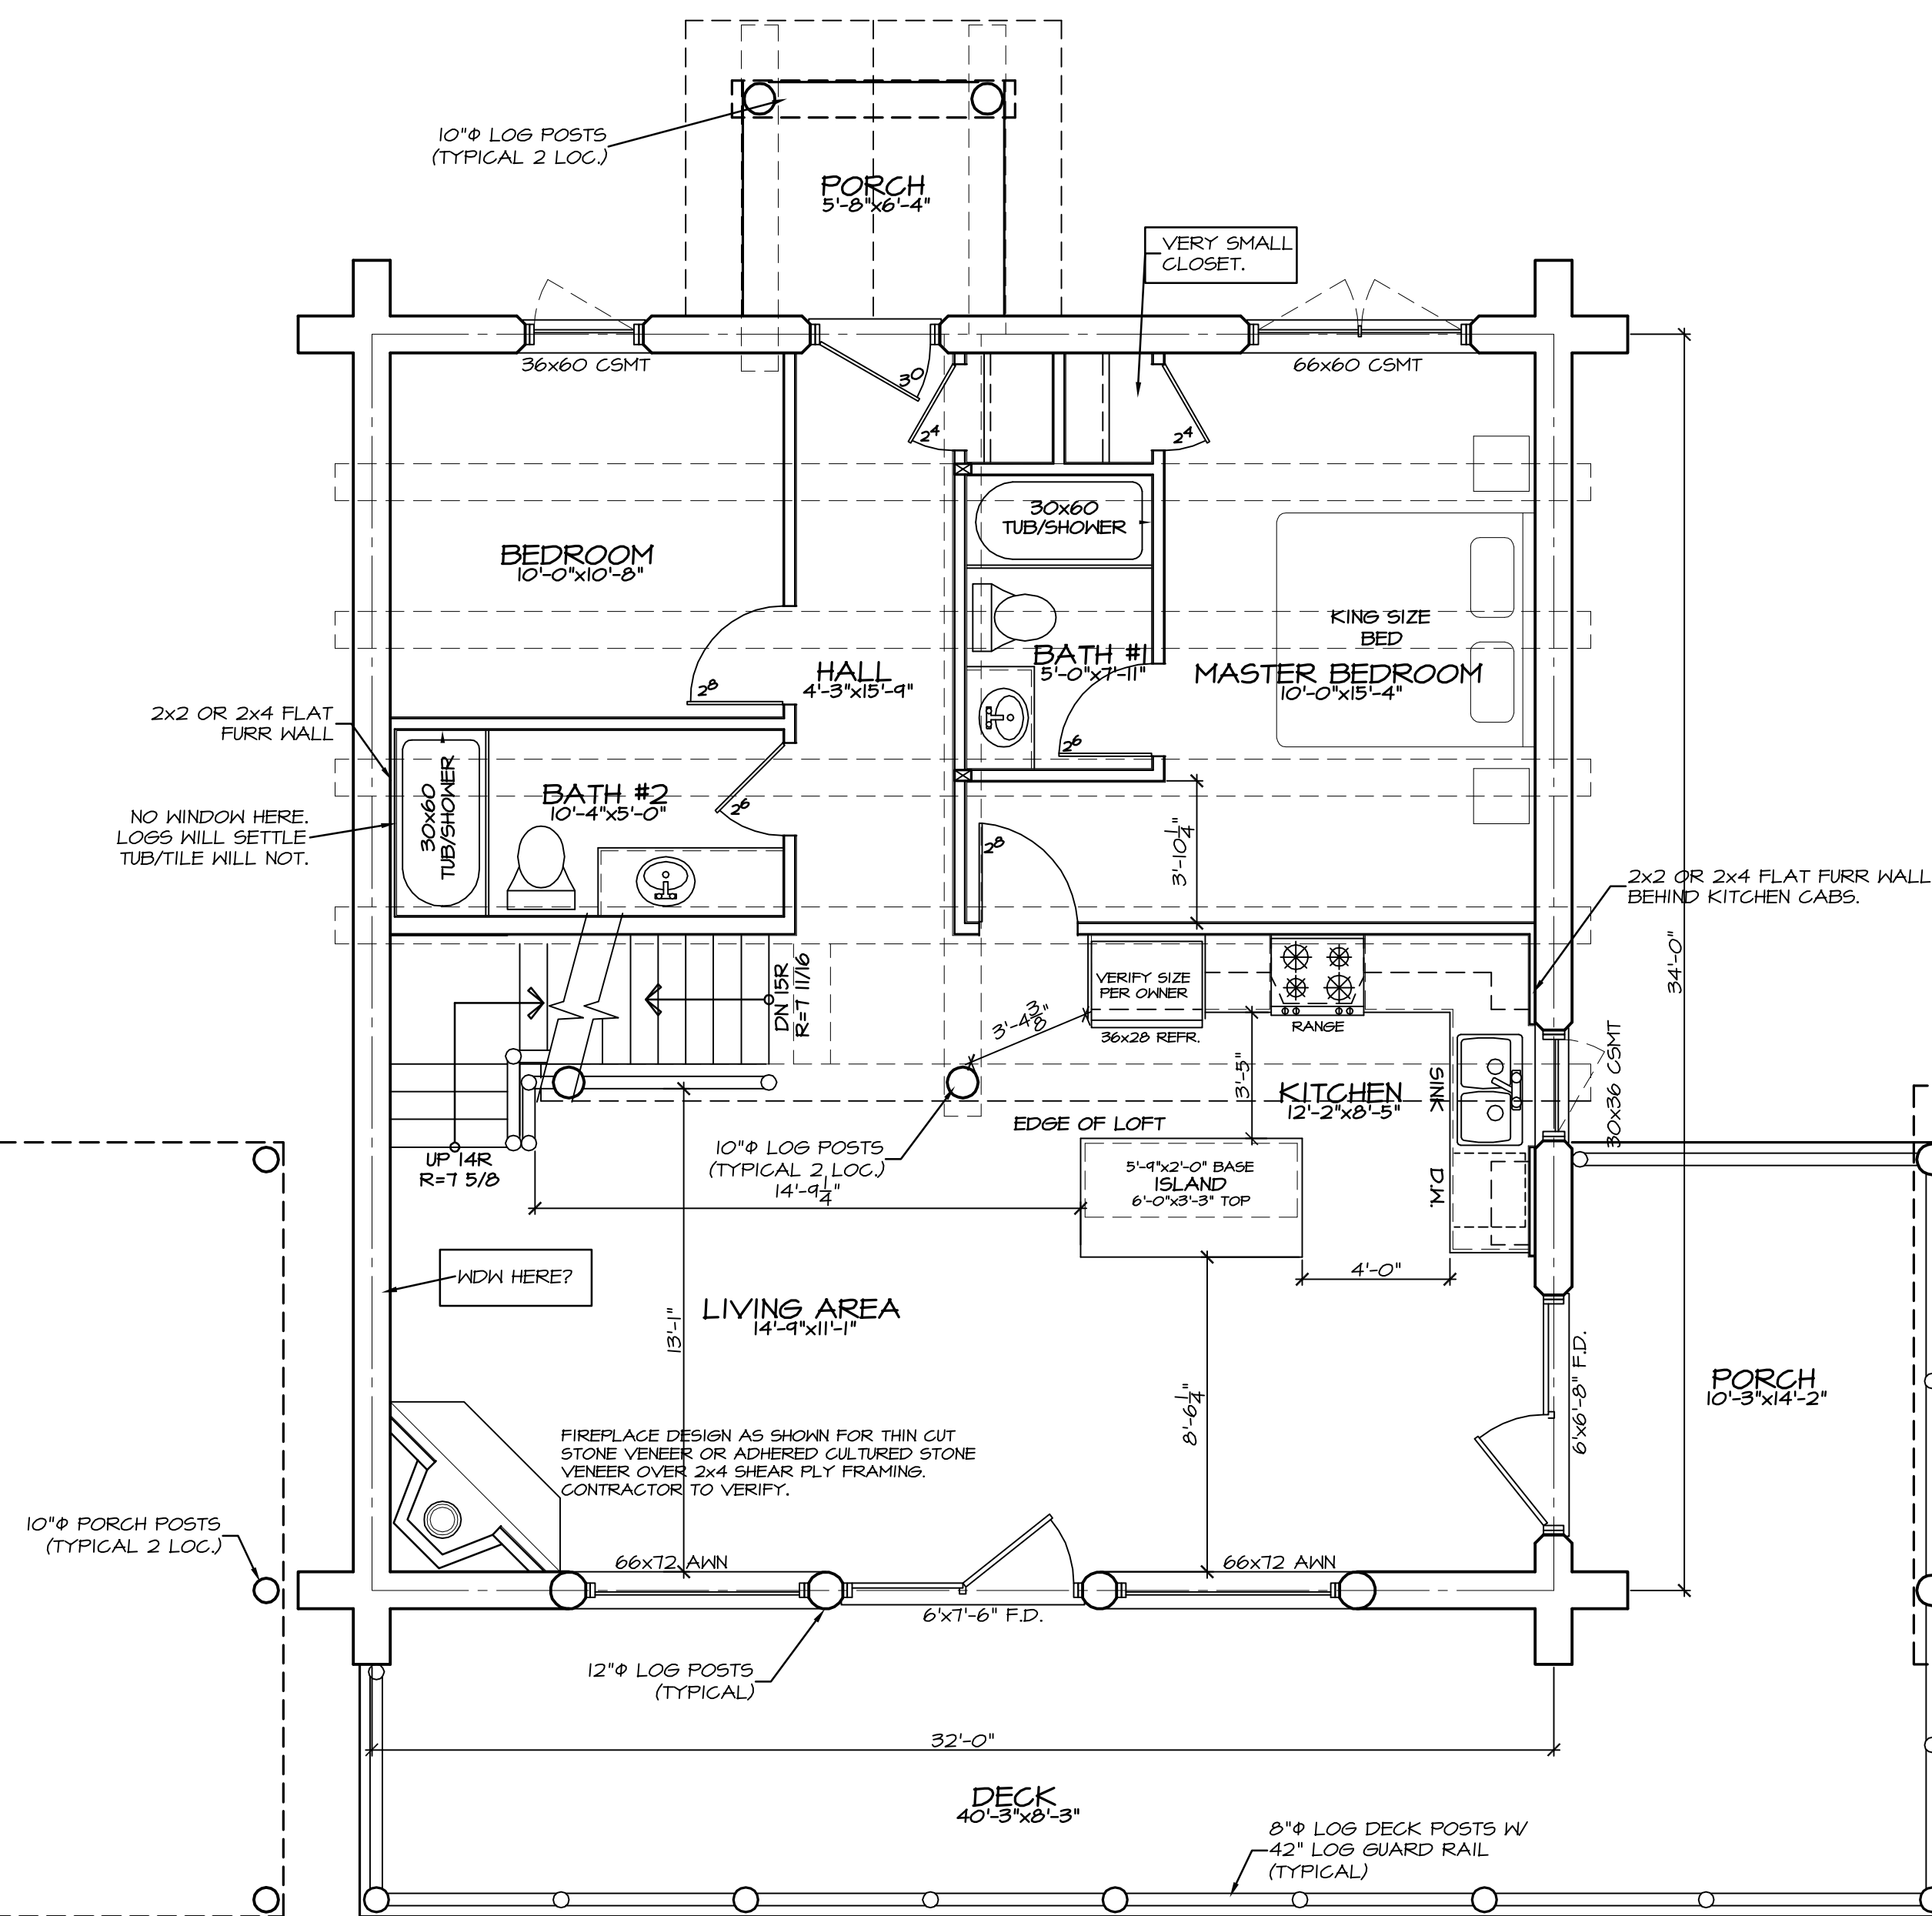 10"Φ LOG POSTS
(TYPICAL 2 LOC.)
PORCH
5'-8"x6'-4"
VERY SMALL
CLOSET.
36x60 CSMT
66x60 CSMT
3⁰
2⁴
2⁴
30x60
TUB/SHOWER
BEDROOM
10'-0"x10'-8"
KING SIZE
BED
BATH #1
5'-0"x7'-11"
MASTER BEDROOM
10'-0"x15'-4"
HALL
4'-3"x15'-9"
2⁸
2⁶
2x2 OR 2x4 FLAT
FURR WALL
BATH #2
10'-4"x5'-0"
2⁶
30x60
TUB/SHOWER
NO WINDOW HERE.
LOGS WILL SETTLE
TUB/TILE WILL NOT.
2⁸
3'-10 1/4"
2x2 OR 2x4 FLAT FURR WALL
BEHIND KITCHEN CABS.
34'-0"
DN 15R
R=7 11/16
VERIFY SIZE
PER OWNER
36x28 REFR.
RANGE
3'-4 3/8"
3'-5"
KITCHEN
12'-2"x8'-5"
SINK
30x36 CSMT
EDGE OF LOFT
UP 14R
R=7 5/8
10"Φ LOG POSTS
(TYPICAL 2 LOC.)
14'-9 1/4"
5'-9"x2'-0" BASE
ISLAND
6'-0"x3'-3" TOP
D.W.
WDW HERE?
4'-0"
LIVING AREA
14'-9"x11'-1"
13'-1"
8'-6 1/4"
6'x6'-8" F.D.
PORCH
10'-3"x14'-2"
FIREPLACE DESIGN AS SHOWN FOR THIN CUT
STONE VENEER OR ADHERED CULTURED STONE
VENEER OVER 2x4 SHEAR PLY FRAMING.
CONTRACTOR TO VERIFY.
10"Φ PORCH POSTS
(TYPICAL 2 LOC.)
66x72 AWN
66x72 AWN
6'x7'-6" F.D.
12"Φ LOG POSTS
(TYPICAL)
32'-0"
DECK
40'-3"x8'-3"
8"Φ LOG DECK POSTS W/
42" LOG GUARD RAIL
(TYPICAL)